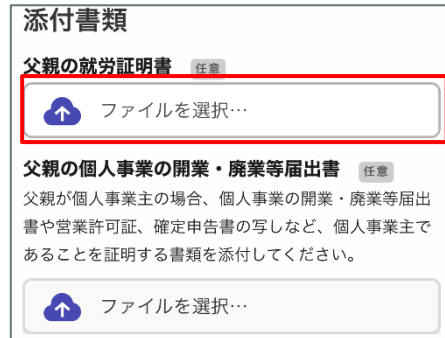 添付書類
父親の就労証明書 任意
ファイルを選択…
父親の個人事業の開業・廃業等届出書 任意
父親が個人事業主の場合、個人事業の開業・廃業等届出
書や営業許可証、確定申告書の写しなど、個人事業主で
あることを証明する書類を添付してください。
ファイルを選択…